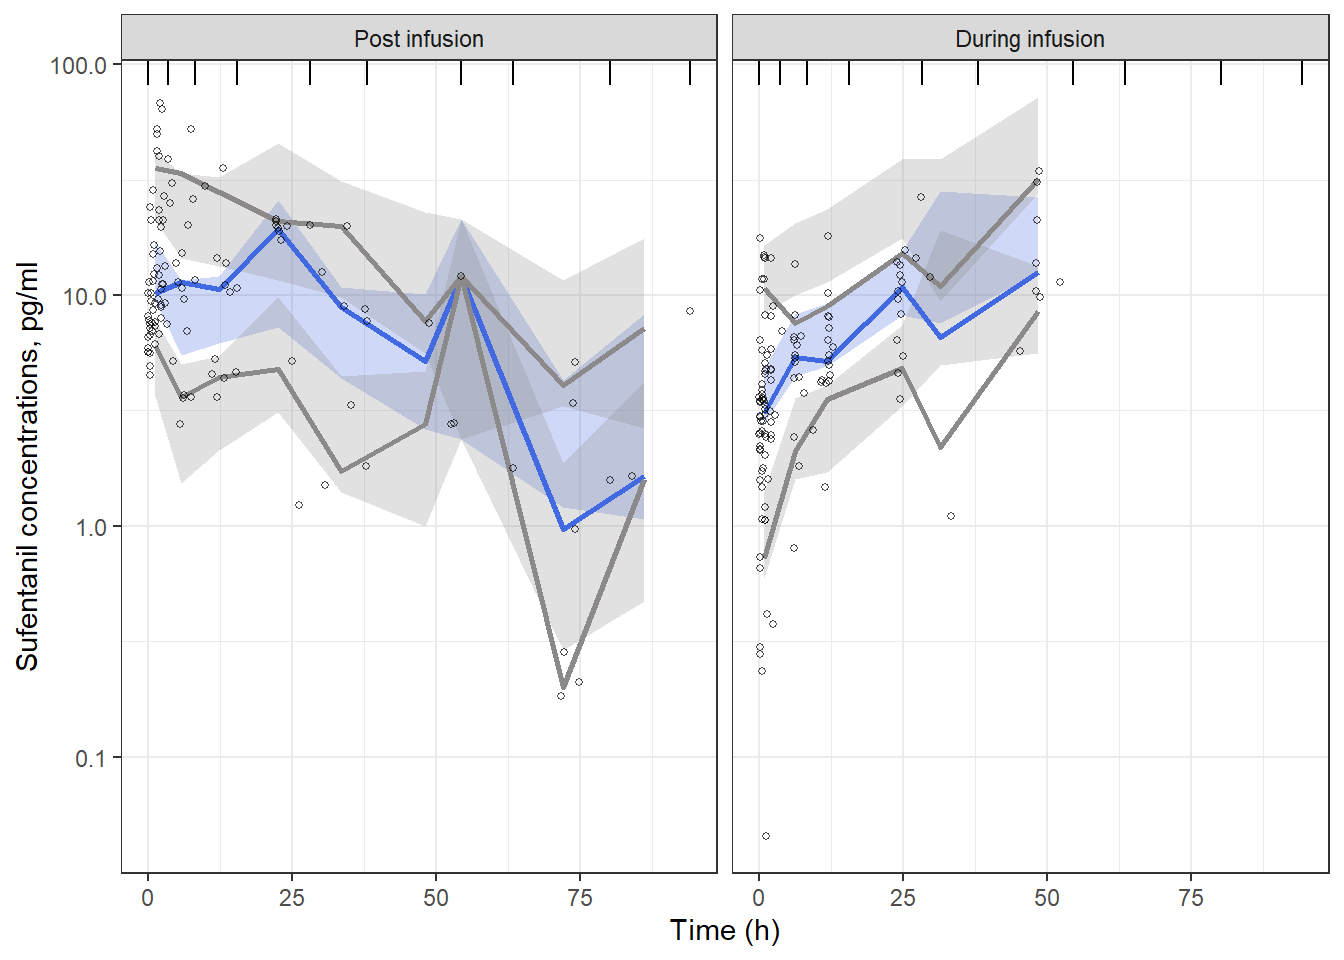 Post infusion
During infusion
Sufentanil concentrations, pg/ml
100.0
10.0
1.0
0.1
0 25 50 75
0 25 50 75
Time (h)